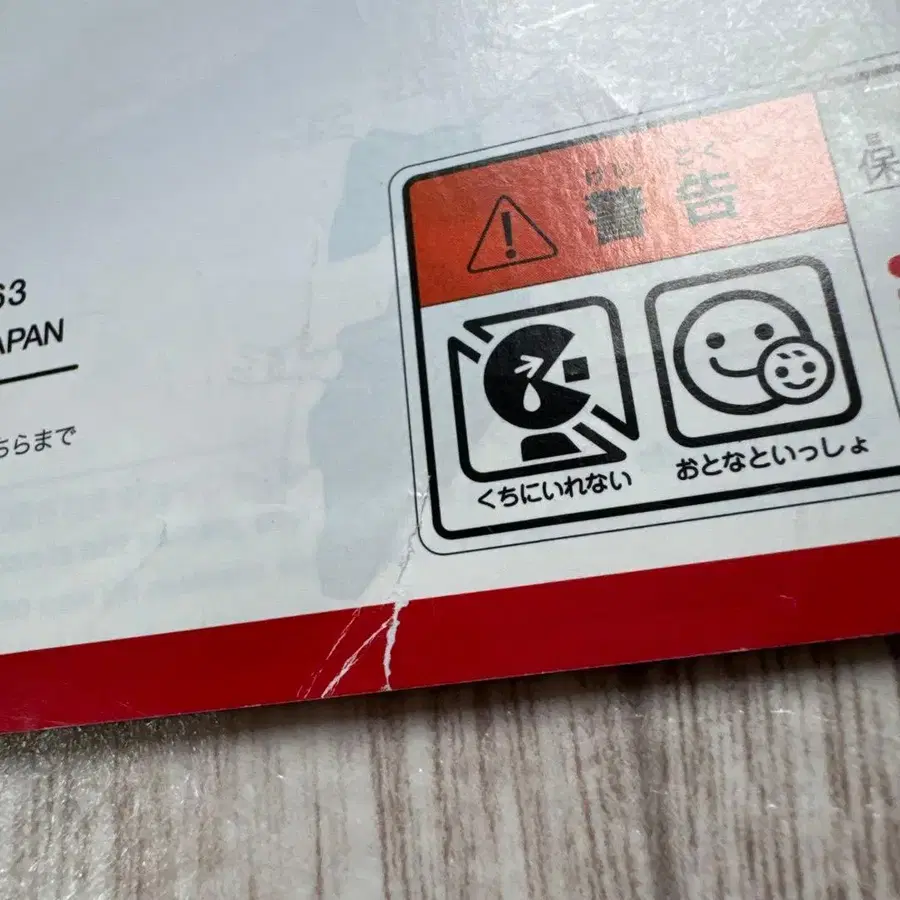 63
APAN
ちらまで
けい こく
警告
くちにいれない
おとなといっしょ
保